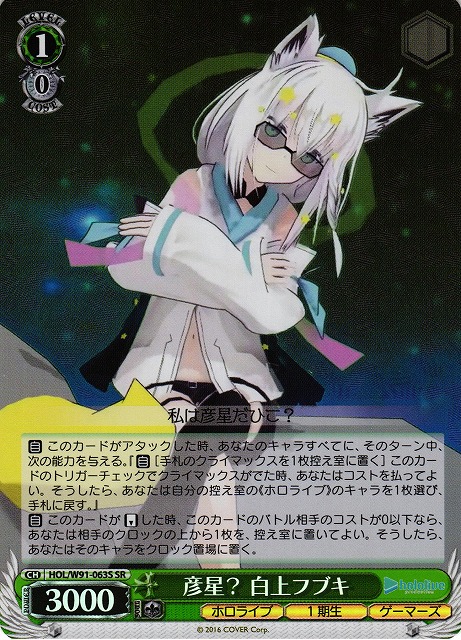 LEVEL
1
0
COST
私は彦星だひこ?
自 このカードがアタックした時、あなたのキャラすべてに、そのターン中、
次の能力を与える。『自 [手札のクライマックスを1枚控え室に置く] このカー
ドのトリガーチェックでクライマックスがでた時、あなたはコストを払ってよ
い。そうしたら、あなたは自分の控え室の《ホロライブ》のキャラを1枚選び、
手札に戻す。』
自 このカードが した時、このカードのバトル相手のコストが0以下なら、
あなたは相手のクロックの上から1枚を、控え室に置いてよい。そうしたら、
あなたはそのキャラをクロック置場に置く。
CH HOL/W91-063S SR
POWER
3000
彦星? 白上フブキ
hololive
production
ホロライブ 1期生 ゲーマーズ
© 2016 COVER Corp.